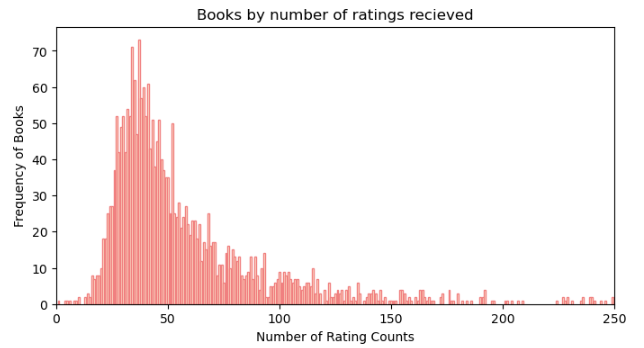 Books by number of ratings recieved
70
60
50
40
30
20
10
0
Frequency of Books
0 50 100 150 200 250
Number of Rating Counts